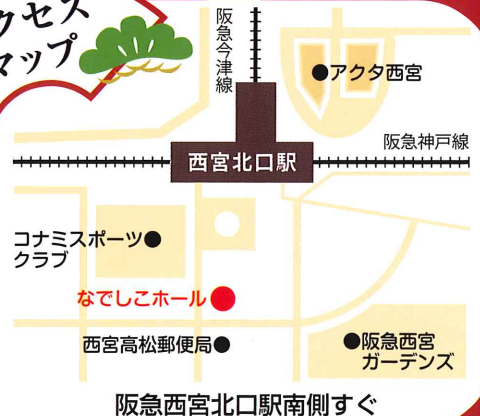 クセス
マップ
阪急今津線
アクタ西宮
阪急神戸線
西宮北口駅
コナミスポーツ
クラブ
なでしこホール
西宮高松郵便局
阪急西宮
ガーデンズ
阪急西宮北口駅南側すぐ